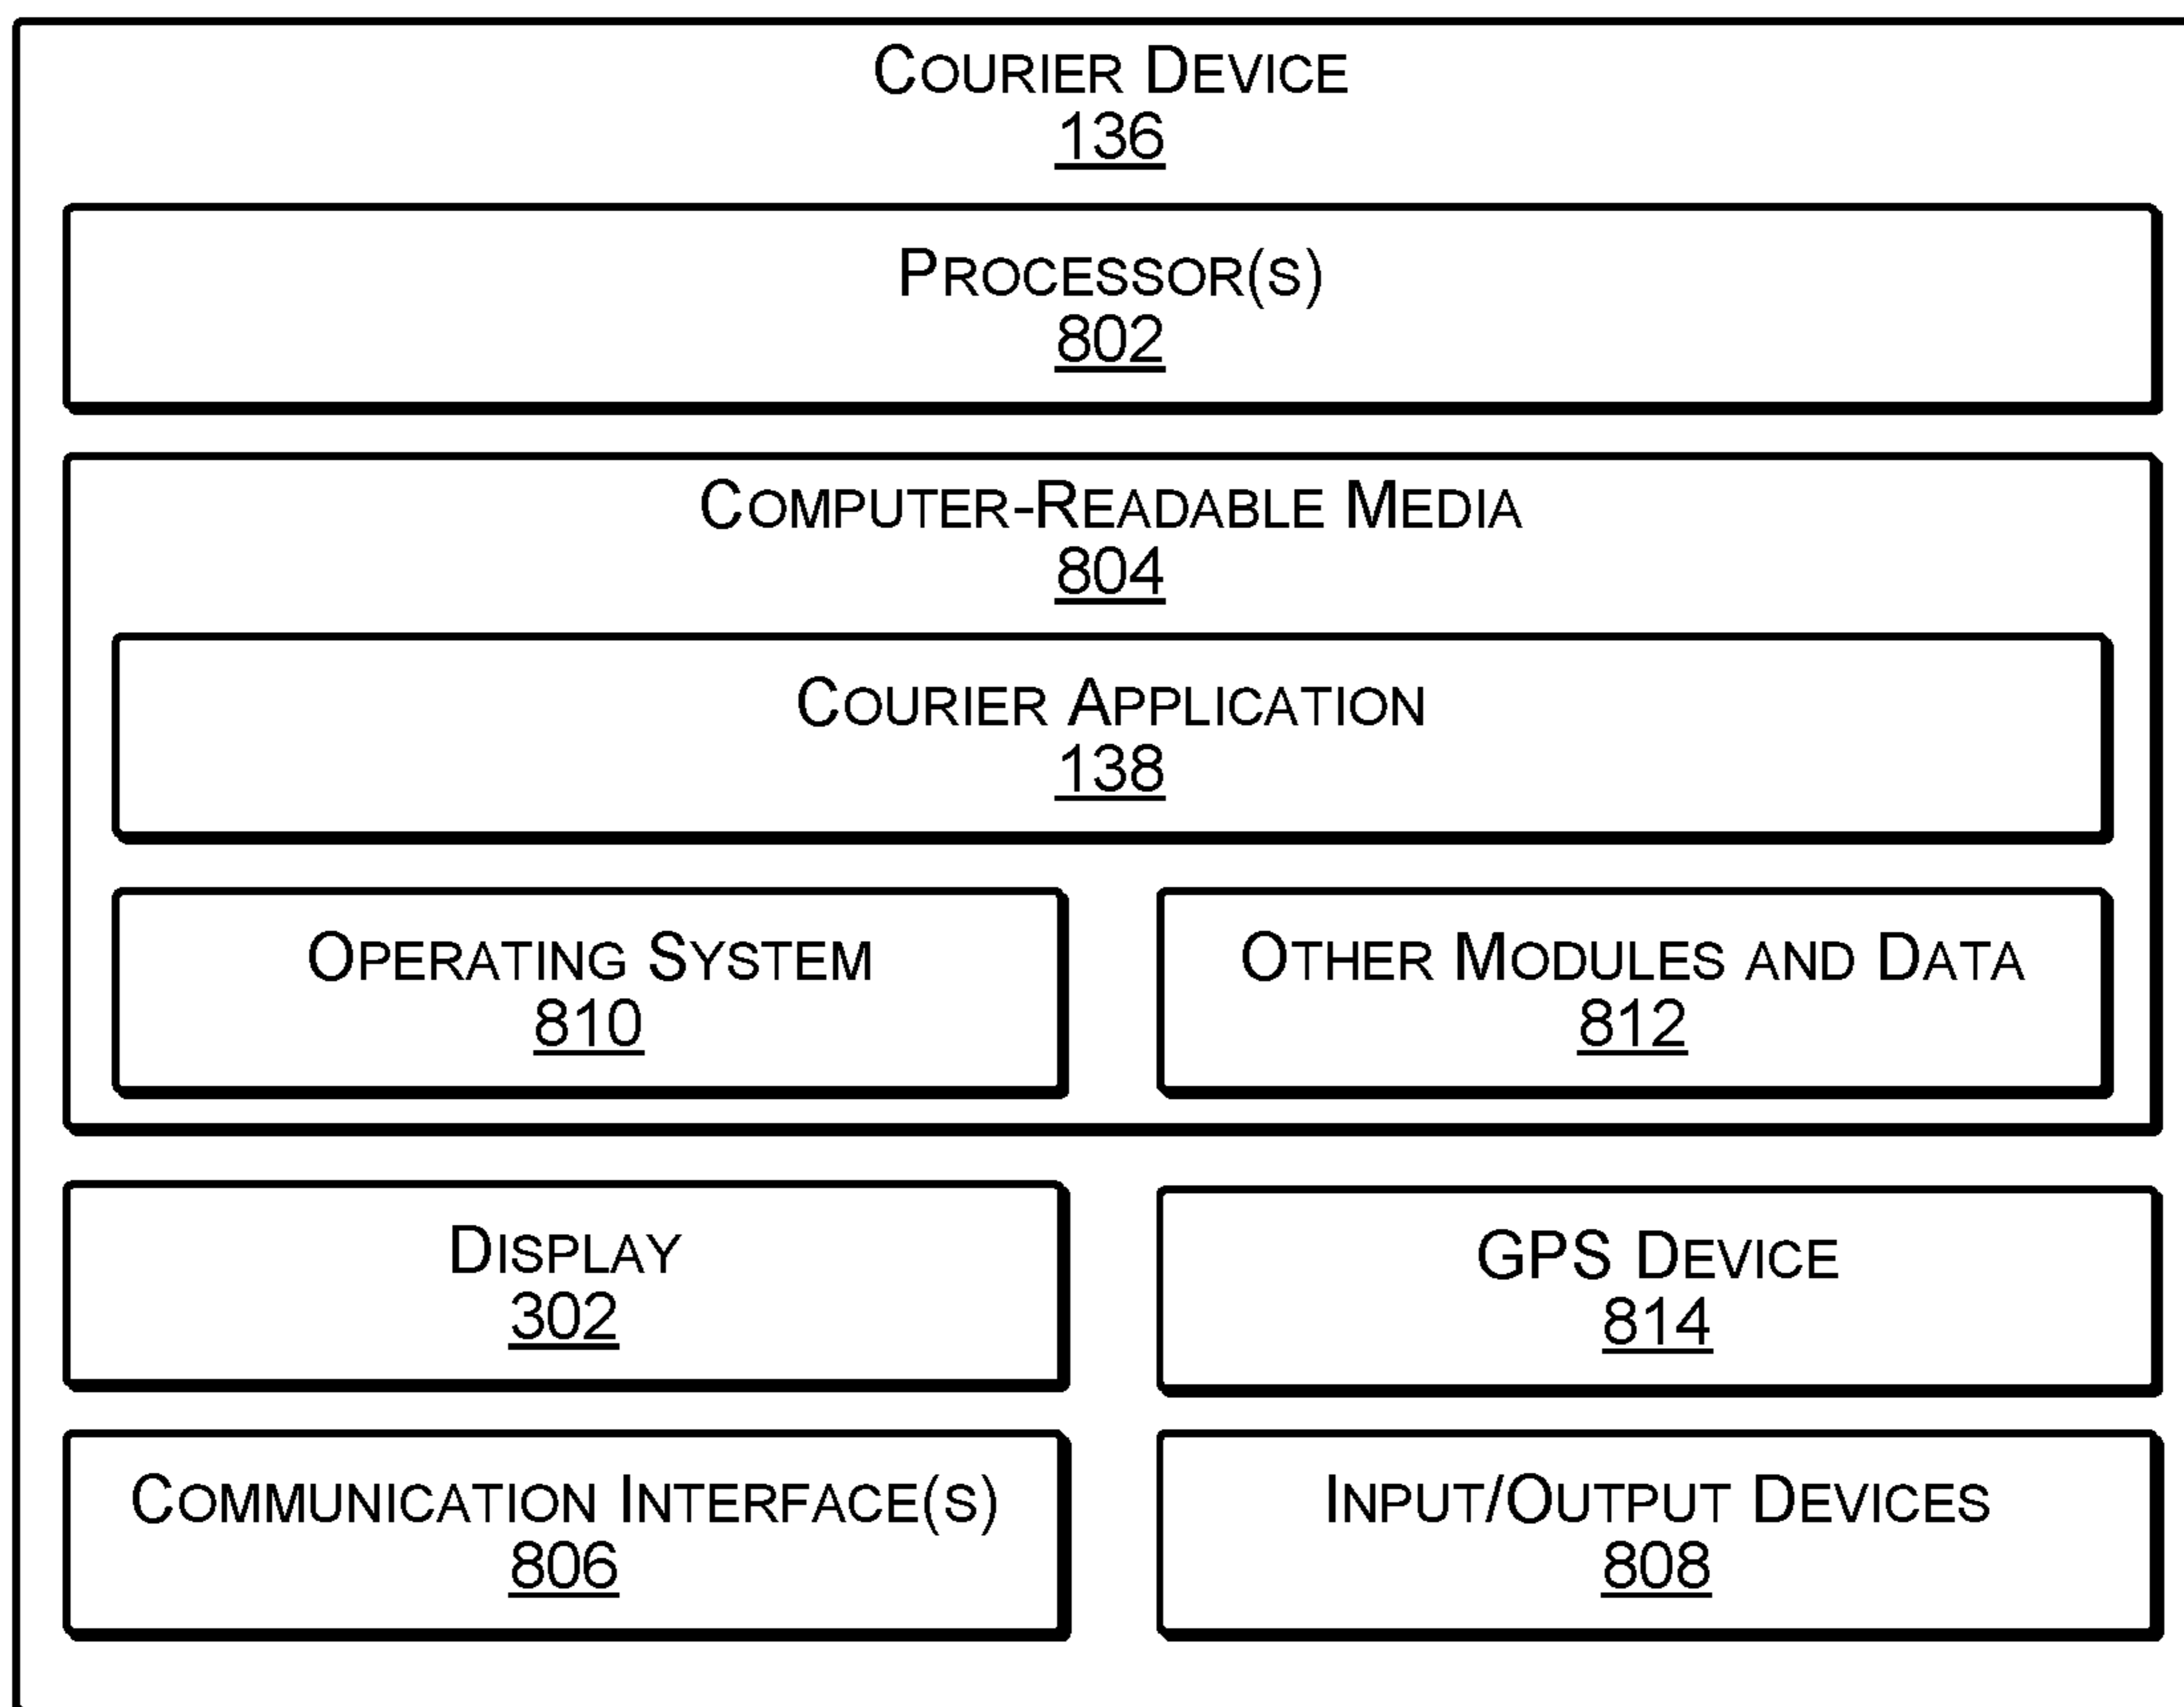 COURIER DEVICE
136
PROCESSOR(S)
802
COMPUTER-READABLE MEDIA
804
COURIER APPLICATION
138
OPERATING SYSTEM
810
OTHER MODULES AND DATA
812
DISPLAY
302
GPS DEVICE
814
COMMUNICATION INTERFACE(S)
806
INPUT/OUTPUT DEVICES
808